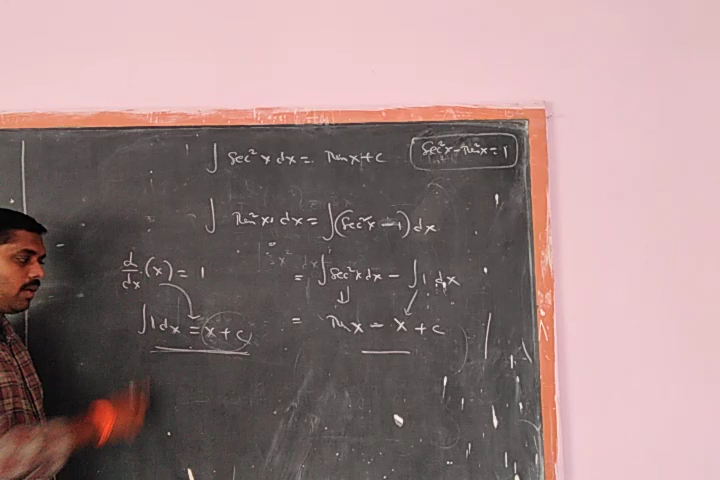 ∫ sec²x dx = tan x + c
sec²x − tan²x = 1
∫ tan²x. dx = ∫(sec²x − 1) dx
d/dx (x) = 1
= ∫ sec²x dx − ∫ 1 dx
∫ 1 dx = x + c
= tan x − x + c